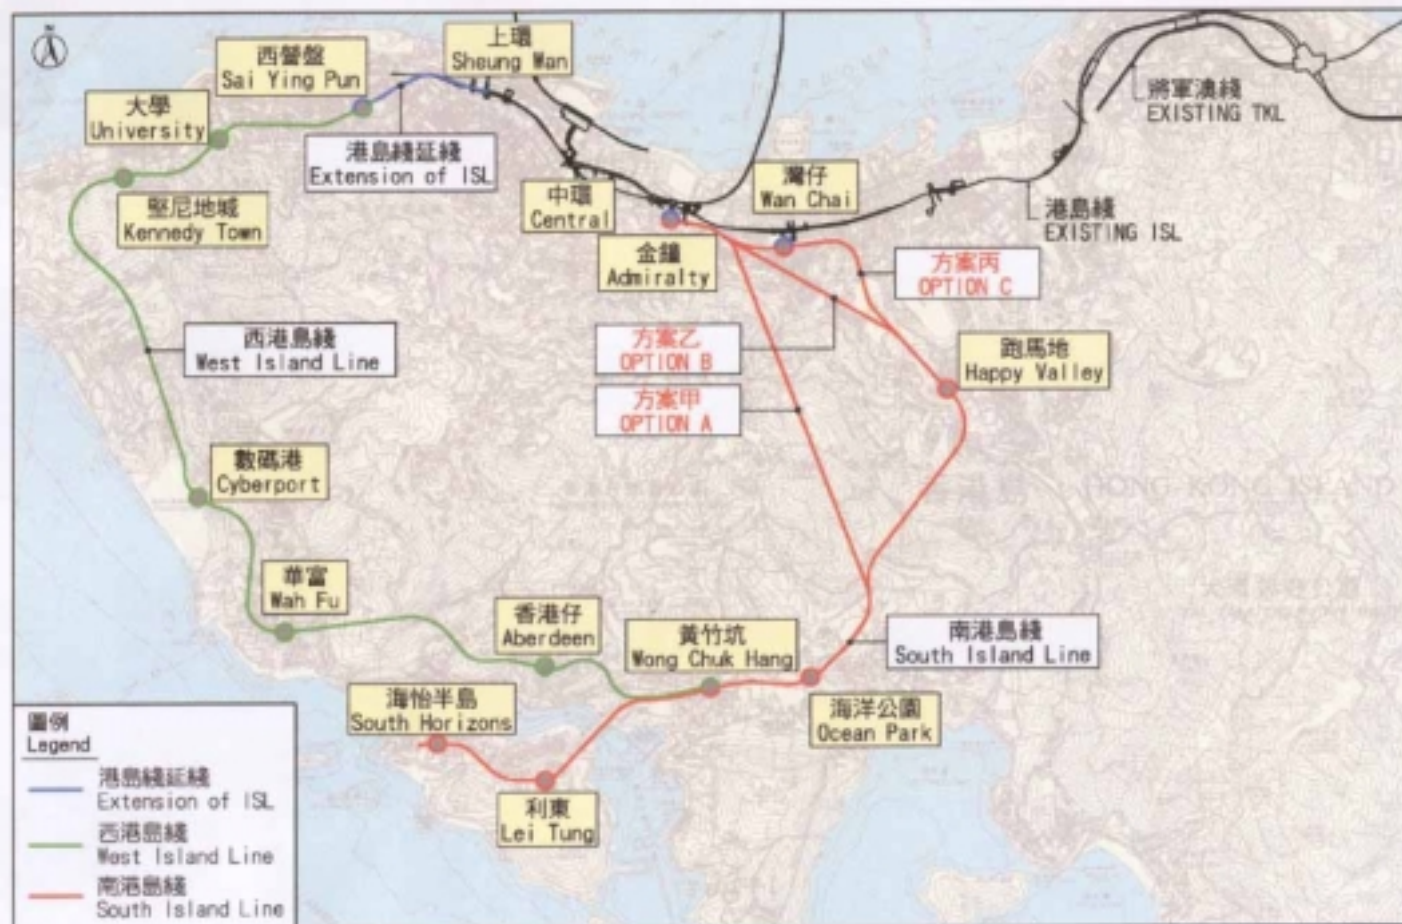 N
西營盤
Sai Ying Pun
上環
Sheung Wan
大學
University
港島綫延綫
Extension of ISL
堅尼地城
Kennedy Town
中環
Central
灣仔
Wan Chai
金鐘
Admiralty
將軍澳綫
EXISTING TKL
港島綫
EXISTING ISL
方案丙
OPTION C
西港島綫
West Island Line
方案乙
OPTION B
方案甲
OPTION A
跑馬地
Happy Valley
數碼港
Cyberport
HONG KONG ISLAND
華富
Wah Fu
香港仔
Aberdeen
黃竹坑
Wong Chuk Hang
南港島綫
South Island Line
海怡半島
South Horizons
海洋公園
Ocean Park
利東
Lei Tung
圖例
Legend
港島綫延綫
Extension of ISL
西港島綫
West Island Line
南港島綫
South Island Line